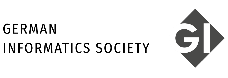 GERMAN
INFORMATICS SOCIETY
GI